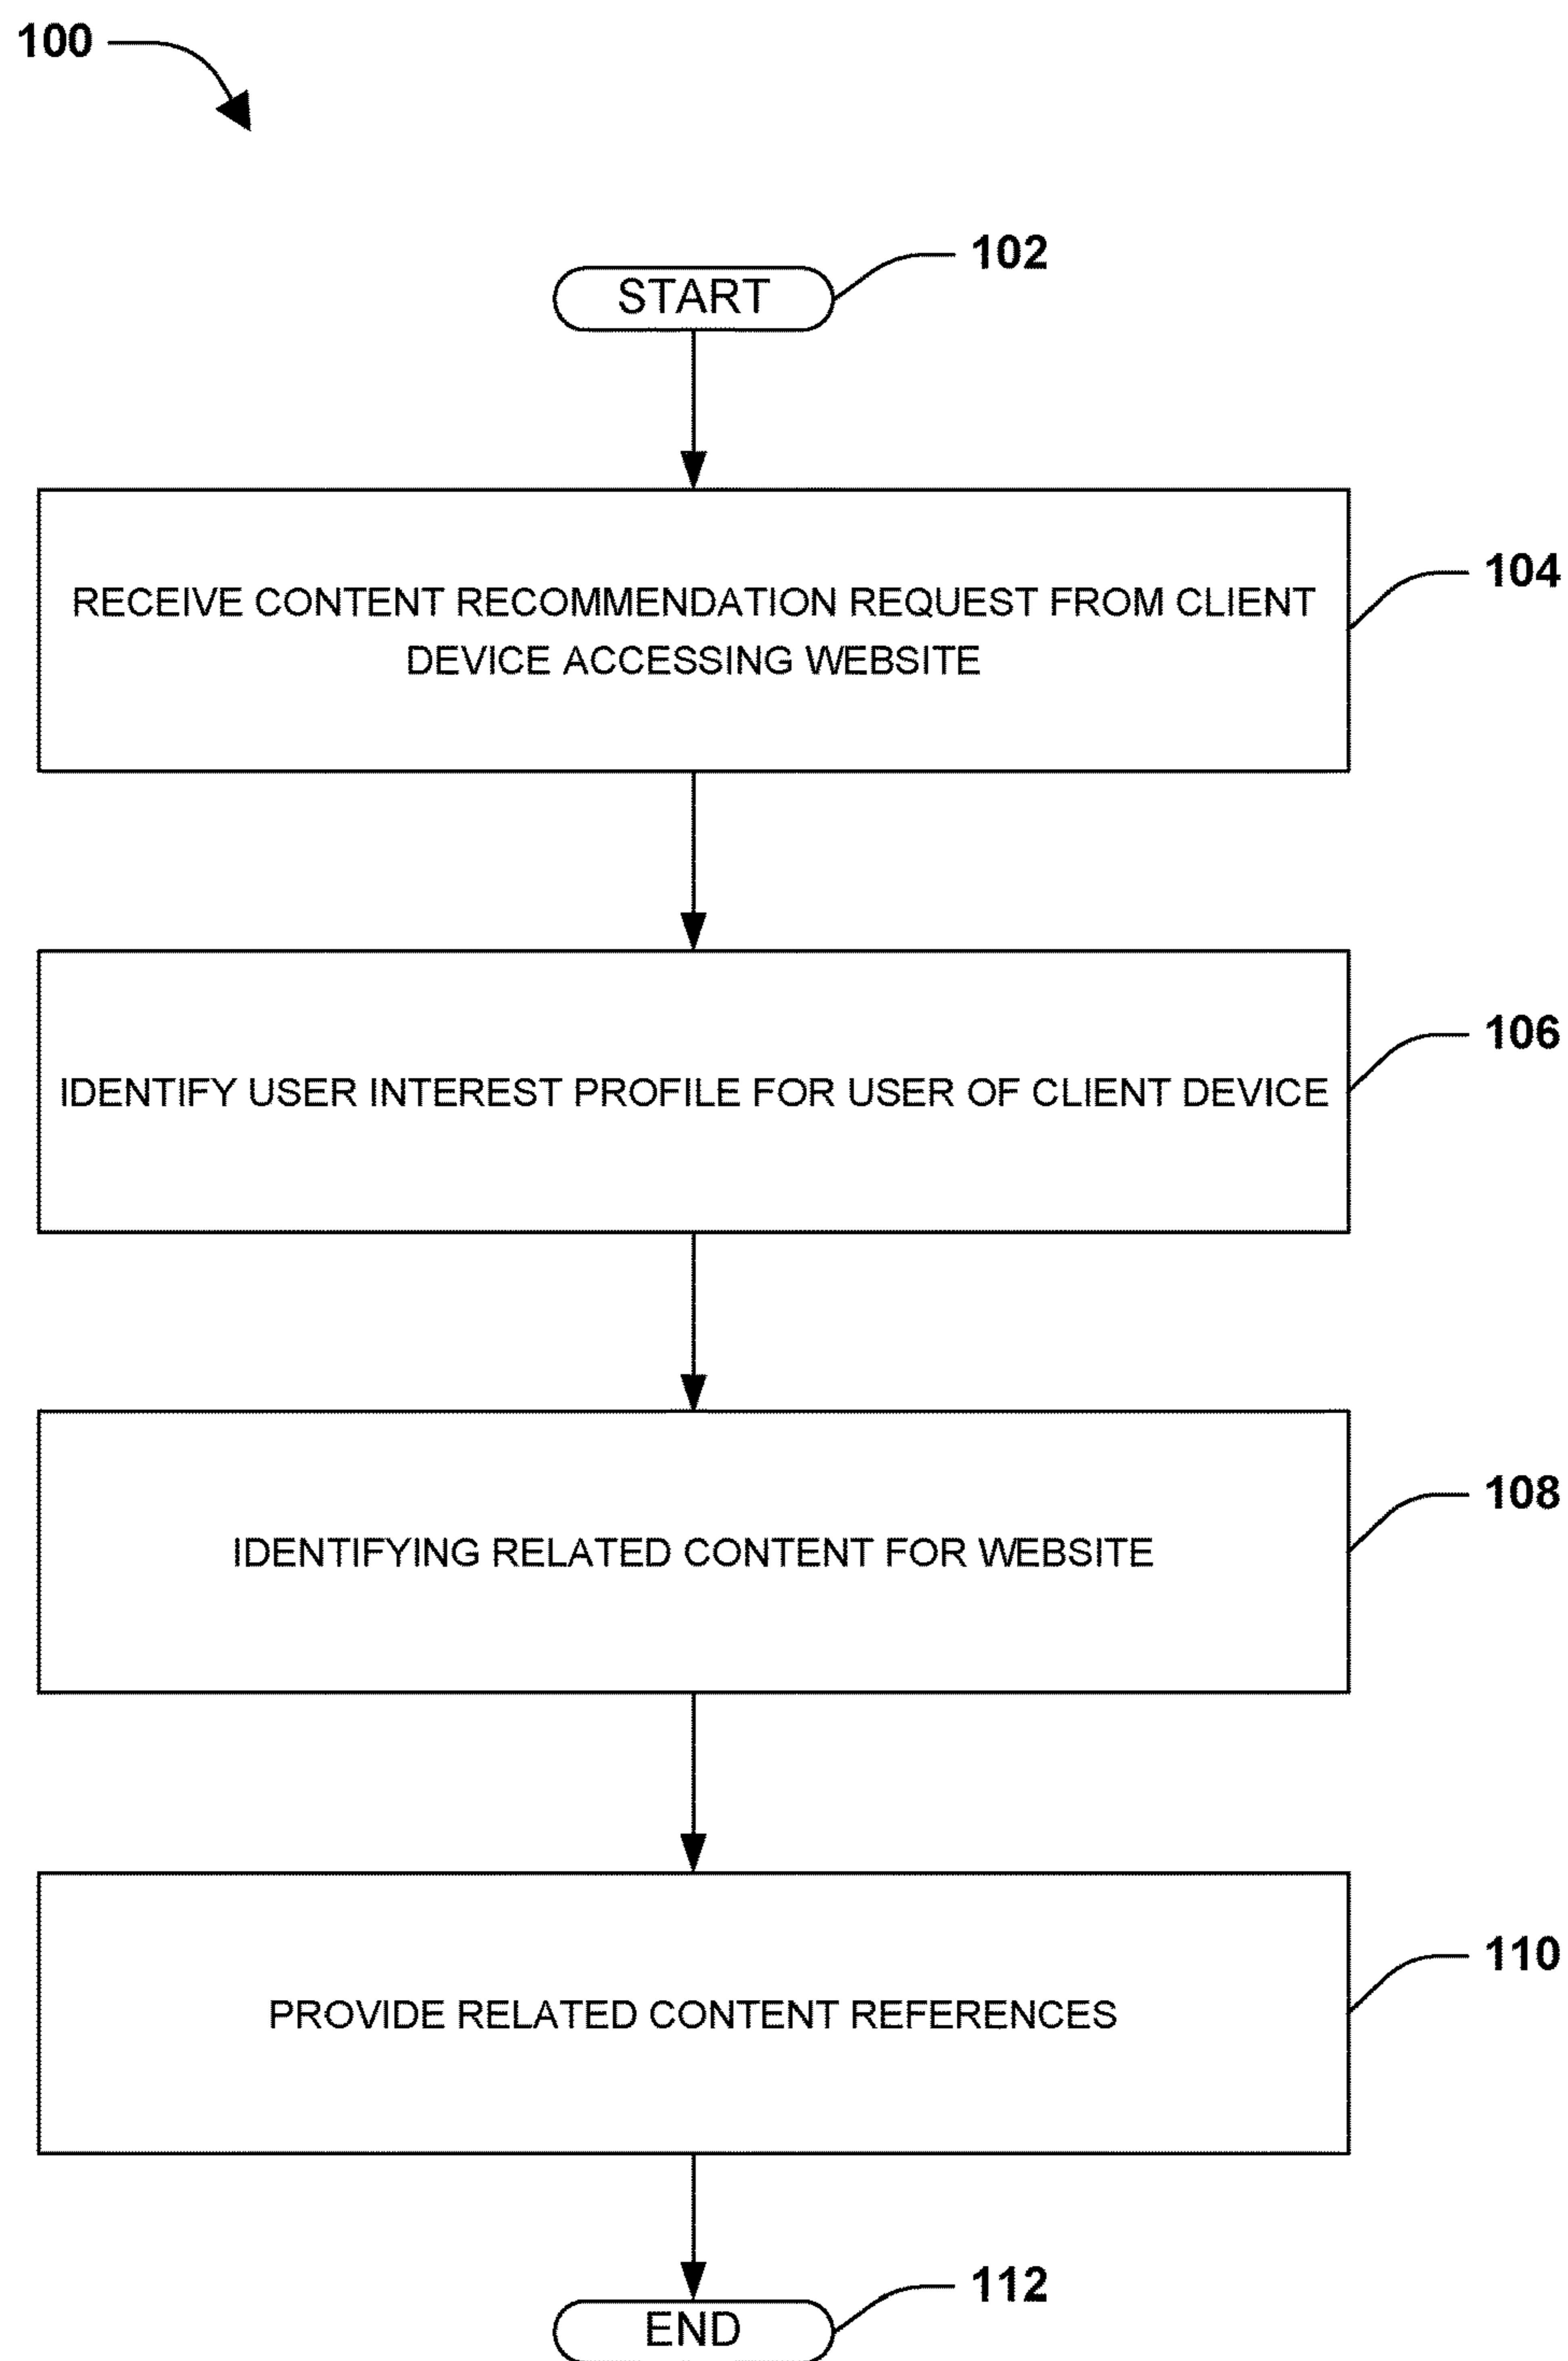 100
102
START
104
RECEIVE CONTENT RECOMMENDATION REQUEST FROM CLIENT
DEVICE ACCESSING WEBSITE
106
IDENTIFY USER INTEREST PROFILE FOR USER OF CLIENT DEVICE
108
IDENTIFYING RELATED CONTENT FOR WEBSITE
110
PROVIDE RELATED CONTENT REFERENCES
112
END